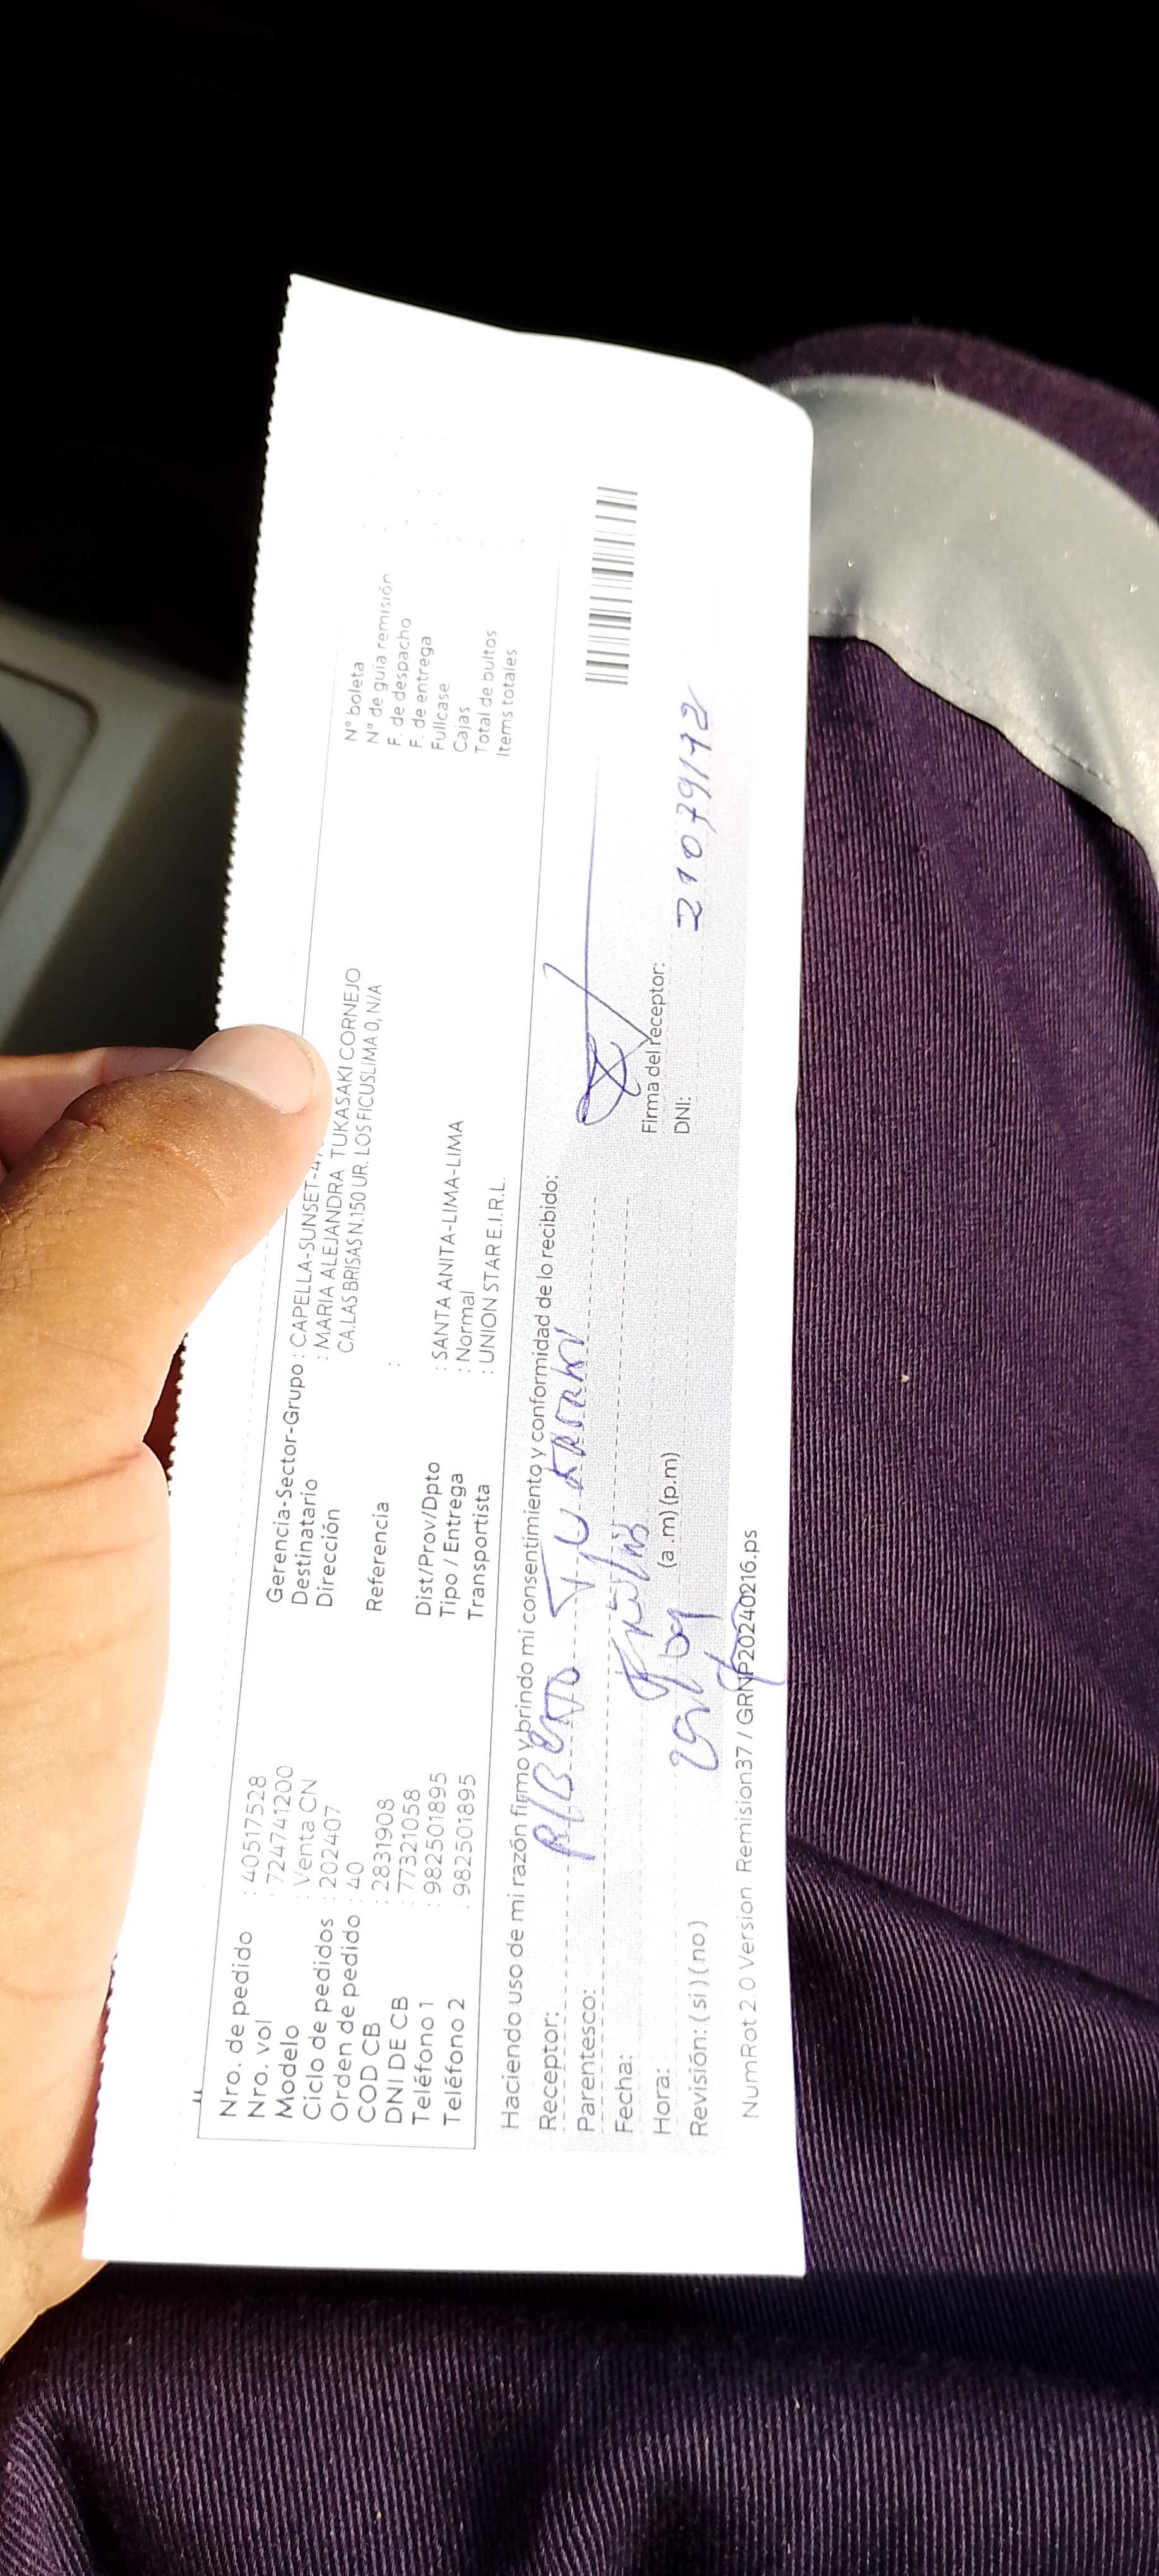 Nro. de pedido : 40517528
Nro. vol : 724741200
Modelo : Venta CN
Ciclo de pedidos : 202407
Orden de pedido : 40
COD CB : 2831908
DNI DE CB : 77321058
Teléfono 1 : 982501895
Teléfono 2 : 982501895
Gerencia-Sector-Grupo : CAPELLA-SUNSET-
Destinatario : MARIA ALEJANDRA TUKASAKI CORNEJO
Dirección CA.LAS BRISAS N.150 UR. LOS FICUSLIMA 0, N/A
Referencia :
Dist/Prov/Dpto : SANTA ANITA-LIMA-LIMA
Tipo / Entrega : Normal
Transportista : UNION STAR E.I.R.L.
N° boleta
N° de guia remisión
F. de despacho
F. de entrega
Fullcase
Cajas
Total de bultos
Items totales
Haciendo uso de mi razón firmo y brindo mi consentimiento y conformidad de lo recibido:
Receptor:
Parentesco:
Fecha:
Hora: (a .m) (p.m)
Revisión: ( si ) ( no )
Firma del receptor:
DNI: 21079112
NumRot 2.0 Version. Remision37 / GRNP20240216.ps